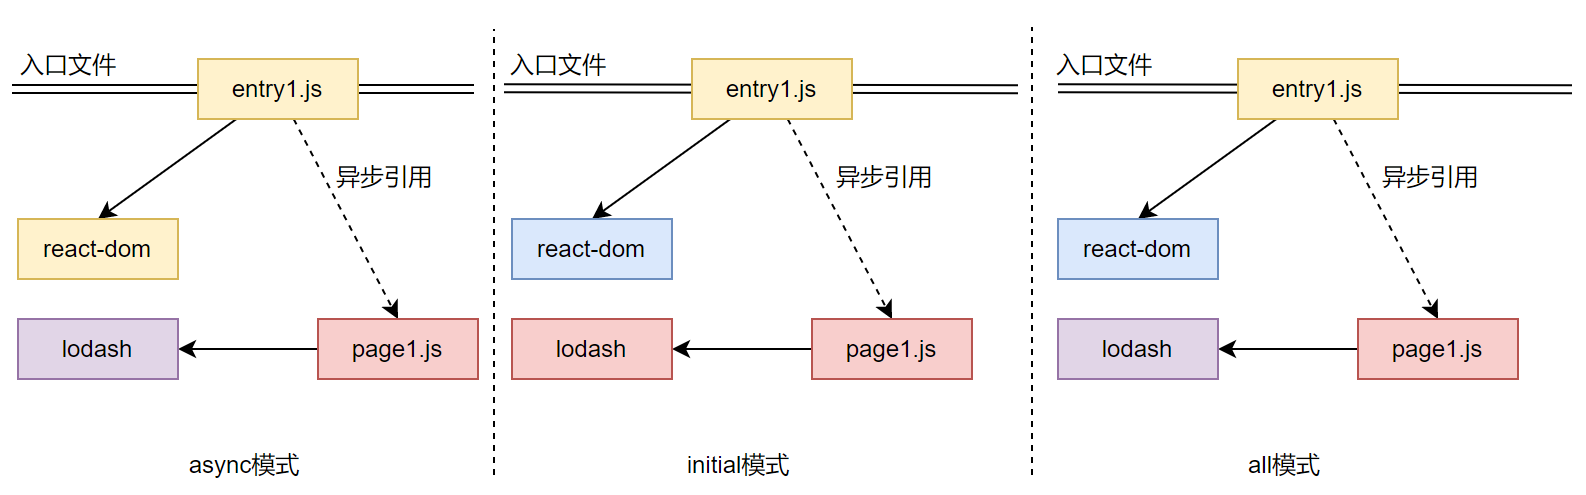 入口文件
entry1.js
异步引用
react-dom
lodash
page1.js
async模式
入口文件
entry1.js
异步引用
react-dom
lodash
page1.js
initial模式
入口文件
entry1.js
异步引用
react-dom
lodash
page1.js
all模式